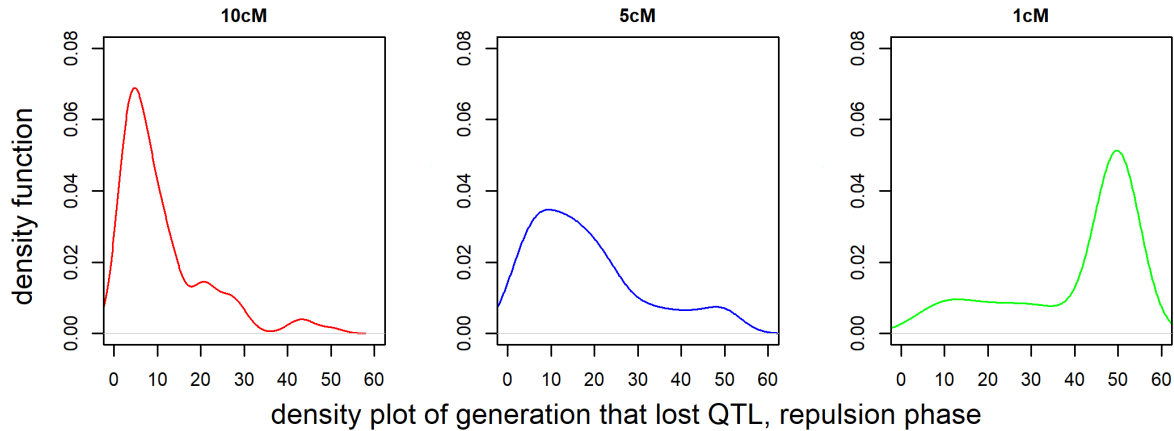 10cM
5cM
1cM
density function
0.00 0.02 0.04 0.06 0.08
0 10 20 30 40 50 60
0.00 0.02 0.04 0.06 0.08
0 10 20 30 40 50 60
0.00 0.02 0.04 0.06 0.08
0 10 20 30 40 50 60
density plot of generation that lost QTL, repulsion phase